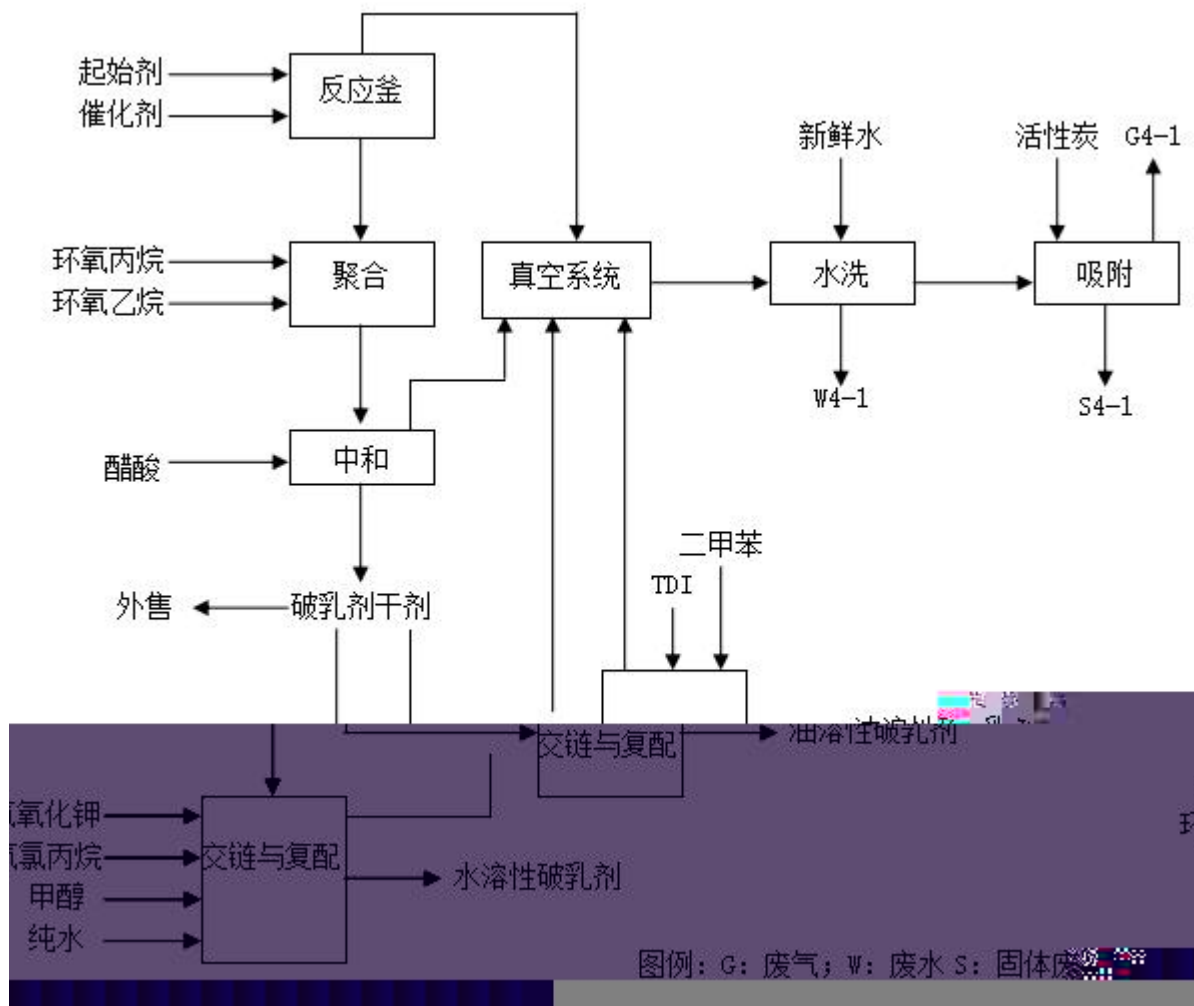 起始剂
反应釜
催化剂
新鲜水
活性炭 G4-1
环氧丙烷
聚合
真空系统
水洗
吸附
环氧乙烷
W4-1
S4-1
醋酸
中和
二甲苯
TDI
外售
破乳剂干剂
交链与复配
油溶性破乳剂
氧化钾
氯丙烷
交链与复配
甲醇
水溶性破乳剂
纯水
图例: G: 废气; W: 废水 S: 固体废